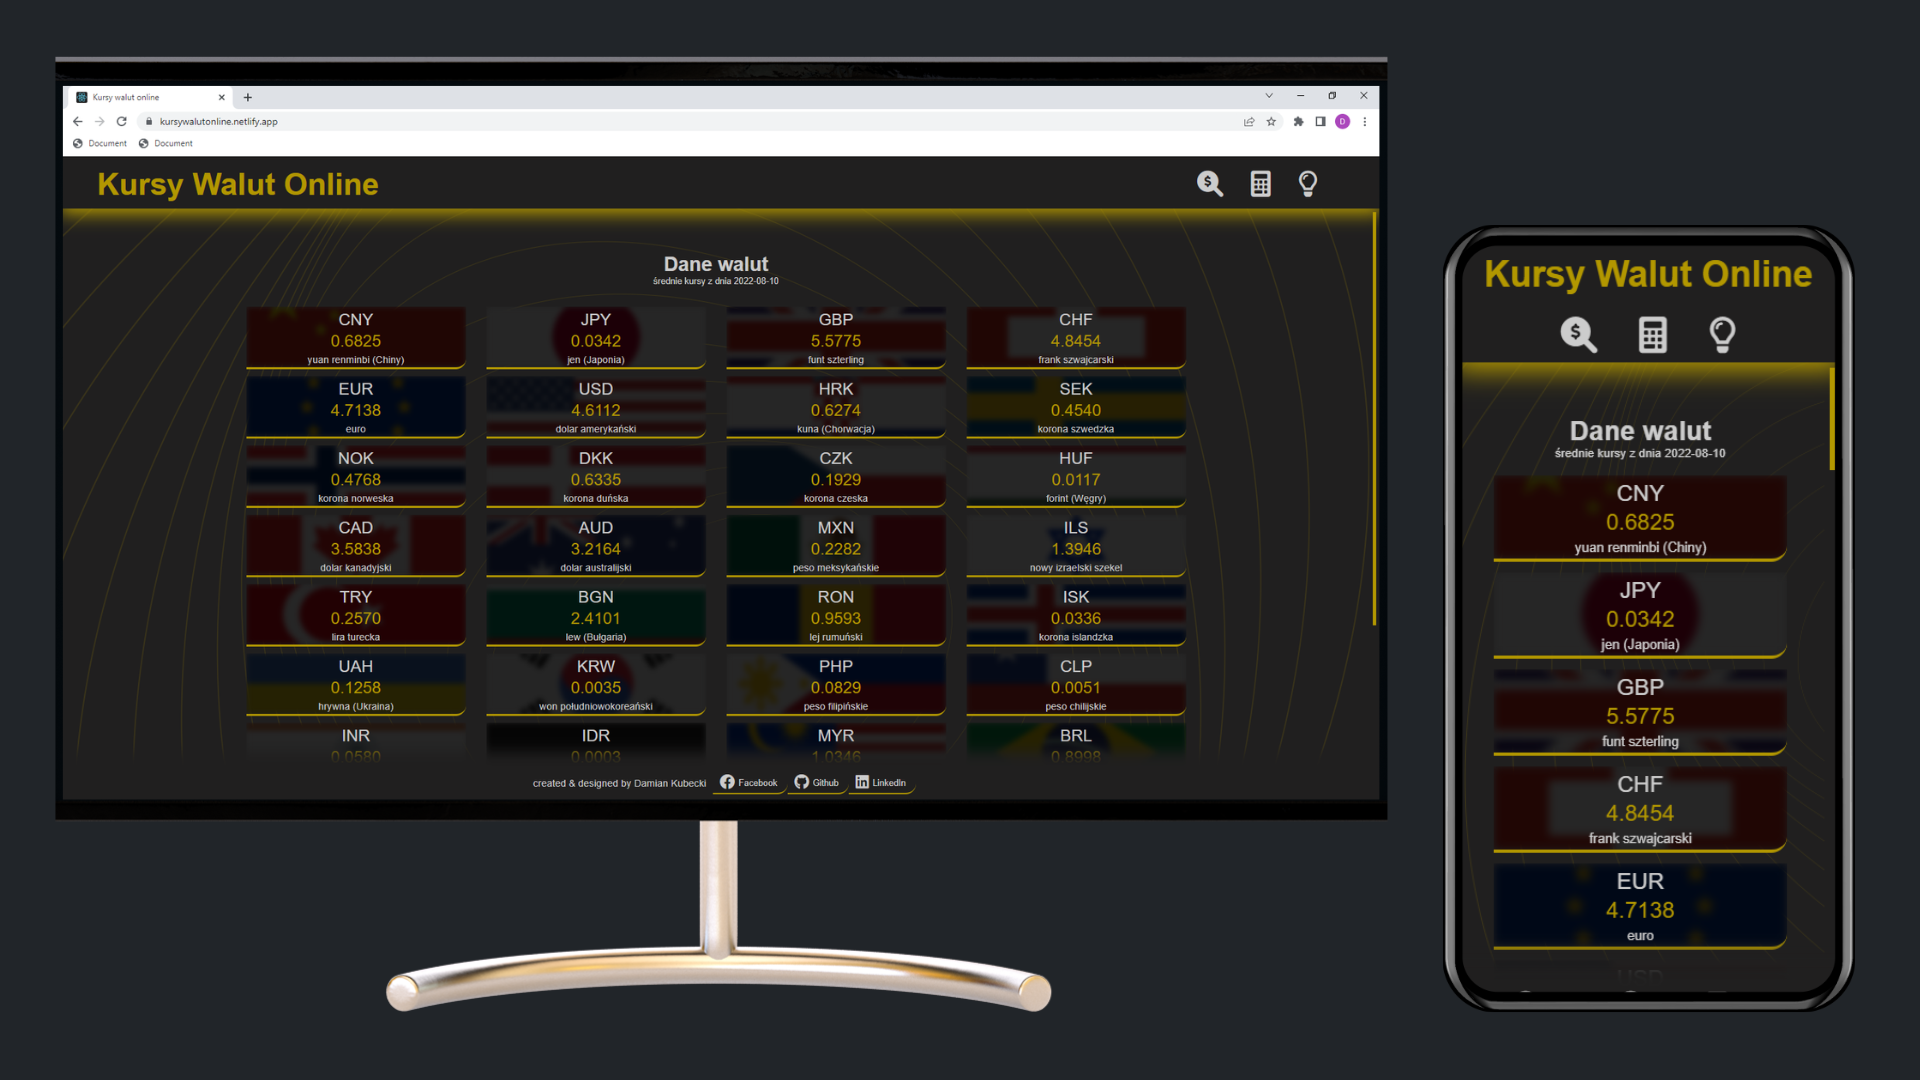 Kursy walut online
kursywalutonline.netlify.app
D
Document Document
Kursy Walut Online
$
Dane walut
średnie kursy z dnia 2022-08-10
CNY
0.6825
yuan renminbi (Chiny)
JPY
0.0342
jen (Japonia)
GBP
5.5775
funt szterling
CHF
4.8454
frank szwajcarski
EUR
4.7138
euro
USD
4.6112
dolar amerykański
HRK
0.6274
kuna (Chorwacja)
SEK
0.4540
korona szwedzka
NOK
0.4768
korona norweska
DKK
0.6335
korona duńska
CZK
0.1929
korona czeska
HUF
0.0117
forint (Węgry)
CAD
3.5838
dolar kanadyjski
AUD
3.2164
dolar australijski
MXN
0.2282
peso meksykańskie
ILS
1.3946
nowy izraelski szekel
TRY
0.2570
lira turecka
BGN
2.4101
lew (Bułgaria)
RON
0.9593
lej rumuński
ISK
0.0336
korona islandzka
UAH
0.1258
hrywna (Ukraina)
KRW
0.0035
won południowokoreański
PHP
0.0829
peso filipińskie
CLP
0.0051
peso chilijskie
INR
0.0580
IDR
0.0003
MYR
1.0346
BRL
0.8998
created & designed by Damian Kubecki Facebook Github LinkedIn
Kursy Walut Online
$
Dane walut
średnie kursy z dnia 2022-08-10
CNY
0.6825
yuan renminbi (Chiny)
JPY
0.0342
jen (Japonia)
GBP
5.5775
funt szterling
CHF
4.8454
frank szwajcarski
EUR
4.7138
euro
USD